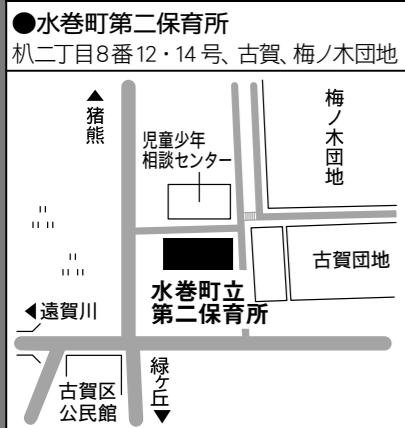 ●水巻町第二保育所
朳二丁目8番12・14号、古賀、梅ノ木団地
▲猪熊
児童少年
相談センター
梅ノ木団地
古賀団地
水巻町立
第二保育所
◀遠賀川
古賀区
公民館
緑ヶ丘▼